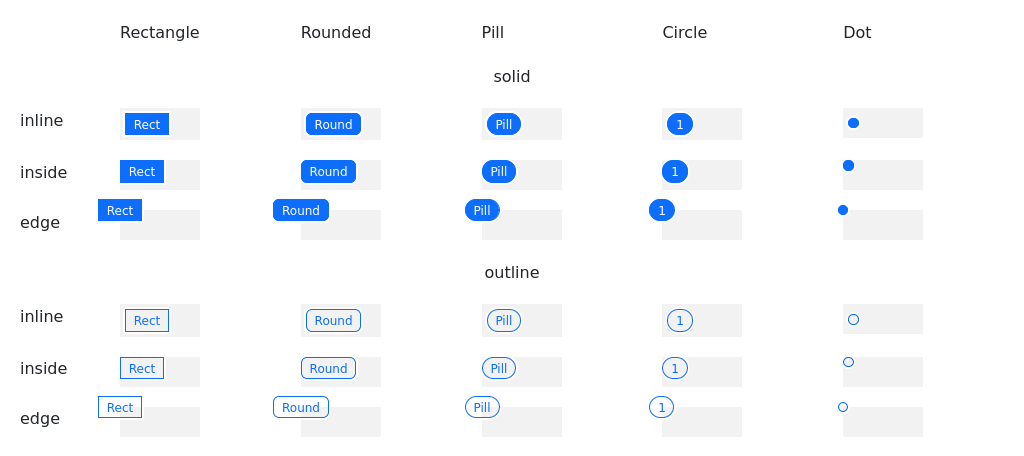 Rectangle Rounded Pill Circle Dot
solid
inline Rect Round Pill 1
inside Rect Round Pill 1
edge Rect Round Pill 1
outline
inline Rect Round Pill 1
inside Rect Round Pill 1
edge Rect Round Pill 1